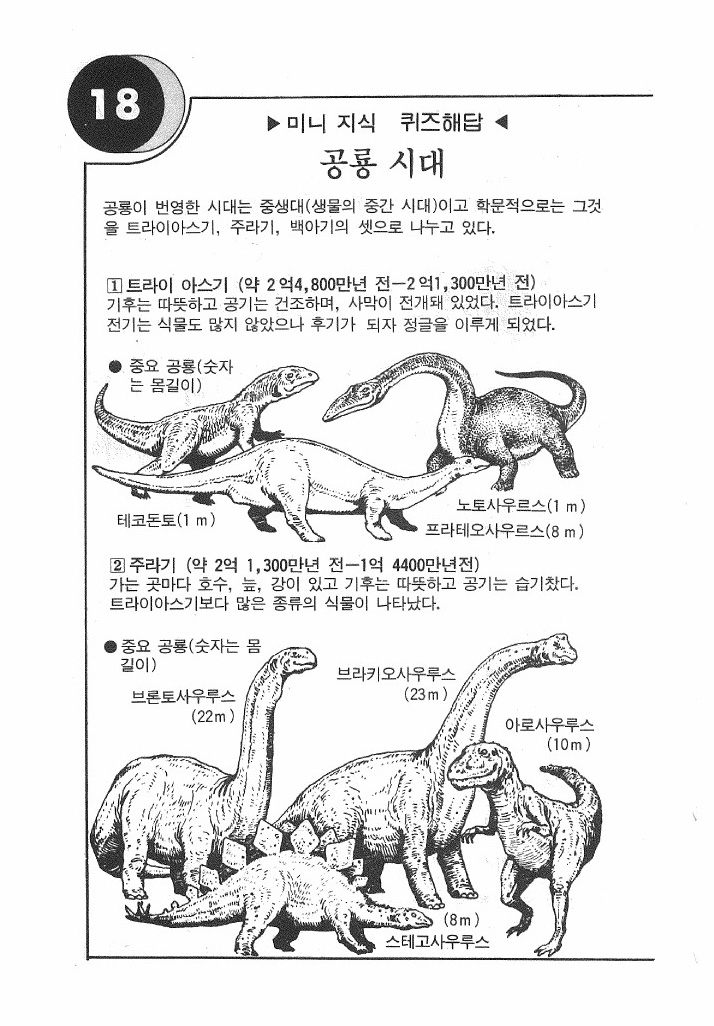 18
▶미니 지식 퀴즈해답◀
공룡 시대
공룡이 번영한 시대는 중생대(생물의 중간 시대)이고 학문적으로는 그것
을 트라이아스기, 주라기, 백아기의 셋으로 나누고 있다.
1 트라이 아스기 (약 2억4,800만년 전—2억1,300만년 전)
기후는 따뜻하고 공기는 건조하며, 사막이 전개돼 있었다. 트라이아스기
전기는 식물도 많지 않았으나 후기가 되자 정글을 이루게 되었다.
● 중요 공룡(숫자
는 몸길이)
노토사우르스(1m)
테코돈토(1m)
프라테오사우르스(8m)
2 주라기 (약 2억 1,300만년 전—1억 4400만년전)
가는 곳마다 호수, 늪, 강이 있고 기후는 따뜻하고 공기는 습기찼다.
트라이아스기보다 많은 종류의 식물이 나타났다.
●중요 공룡(숫자는 몸
길이)
브라키오사우루스
(23m)
브론토사우루스
(22m)
아로사우루스
(10m)
(8m)
스테고사우루스